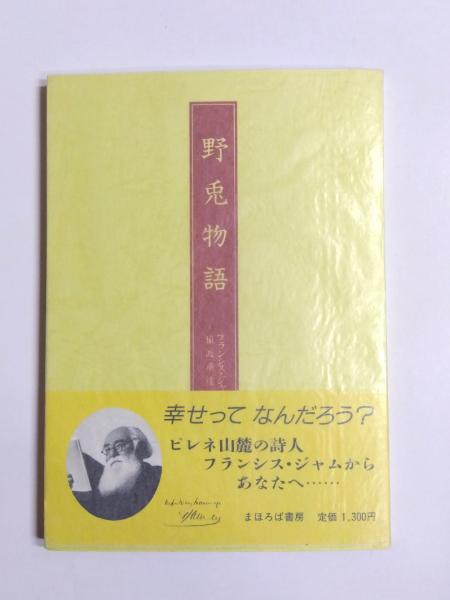 野兎物語
フランシス・ジ
幸せって なんだろう?
ピレネ山麓の詩人
フランシス・ジャムから
あなたへ……
まほろば書房 定価 1,300円